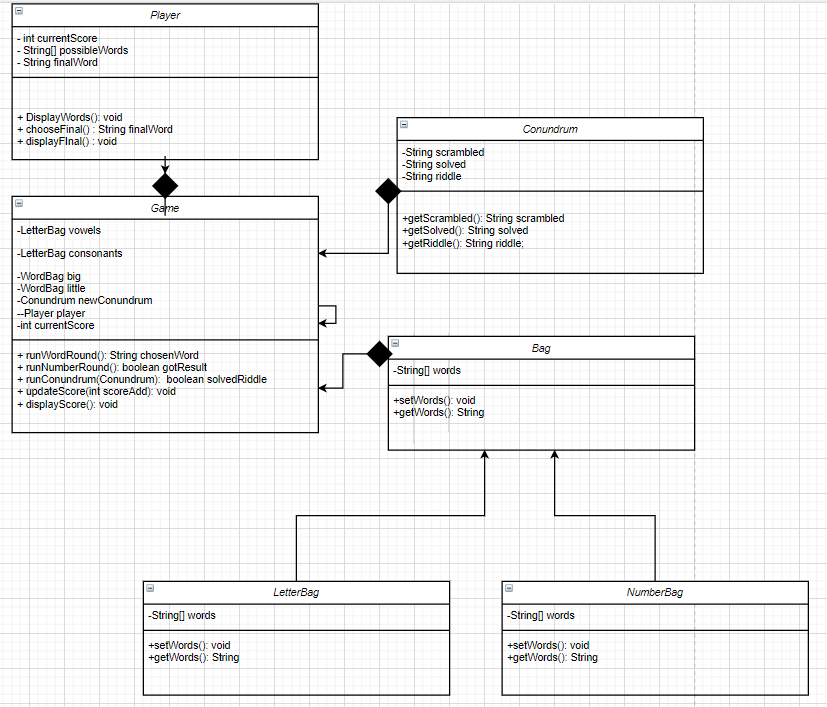 Player
- int currentScore
- String[] possibleWords
- String finalWord
+ DisplayWords(): void
+ chooseFinal() : String finalWord
+ displayFInal() : void
Conundrum
-String scrambled
-String solved
-String riddle
+getScrambled(): String scrambled
+getSolved(): String solved
+getRiddle(): String riddle;
Game
-LetterBag vowels
-LetterBag consonants
-WordBag big
-WordBag little
-Conundrum newConundrum
--Player player
-int currentScore
+ runWordRound(): String chosenWord
+ runNumberRound(): boolean gotResult
+ runConundrum(Conundrum): boolean solvedRiddle
+ updateScore(int scoreAdd): void
+ displayScore(): void
Bag
-String[] words
+setWords(): void
+getWords(): String
LetterBag
-String[] words
+setWords(): void
+getWords(): String
NumberBag
-String[] words
+setWords(): void
+getWords(): String